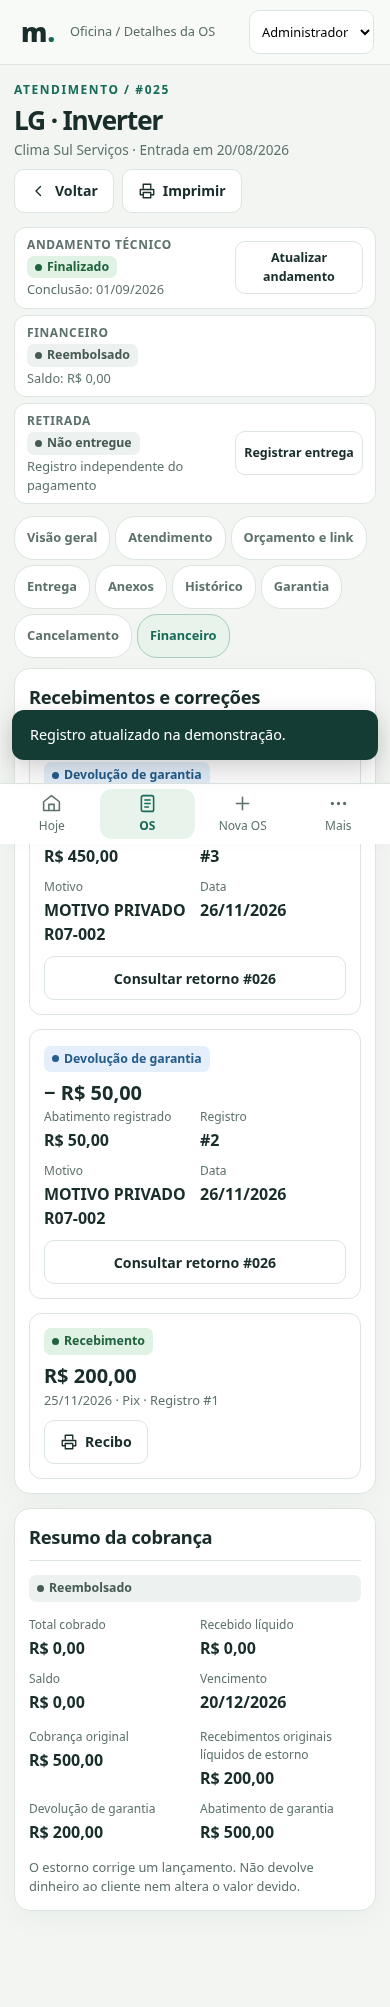 m.
Oficina / Detalhes da OS
Administrador
ATENDIMENTO / #025
LG · Inverter
Clima Sul Serviços · Entrada em 20/08/2026
Voltar
Imprimir
ANDAMENTO TÉCNICO
Finalizado
Conclusão: 01/09/2026
Atualizar
andamento
FINANCEIRO
Reembolsado
Saldo: R$ 0,00
RETIRADA
Não entregue
Registro independente do
pagamento
Registrar entrega
Visão geral
Atendimento
Orçamento e link
Entrega
Anexos
Histórico
Garantia
Cancelamento
Financeiro
Recebimentos e correções
Registro atualizado na demonstração.
Devolução de garantia
Hoje
OS
Nova OS
Mais
R$ 450,00
#3
Motivo
Data
MOTIVO PRIVADO
R07-002
26/11/2026
Consultar retorno #026
Devolução de garantia
− R$ 50,00
Abatimento registrado
Registro
R$ 50,00
#2
Motivo
Data
MOTIVO PRIVADO
R07-002
26/11/2026
Consultar retorno #026
Recebimento
R$ 200,00
25/11/2026 · Pix · Registro #1
Recibo
Resumo da cobrança
Reembolsado
Total cobrado
Recebido líquido
R$ 0,00
R$ 0,00
Saldo
Vencimento
R$ 0,00
20/12/2026
Cobrança original
Recebimentos originais
líquidos de estorno
R$ 500,00
R$ 200,00
Devolução de garantia
Abatimento de garantia
R$ 200,00
R$ 500,00
O estorno corrige um lançamento. Não devolve
dinheiro ao cliente nem altera o valor devido.